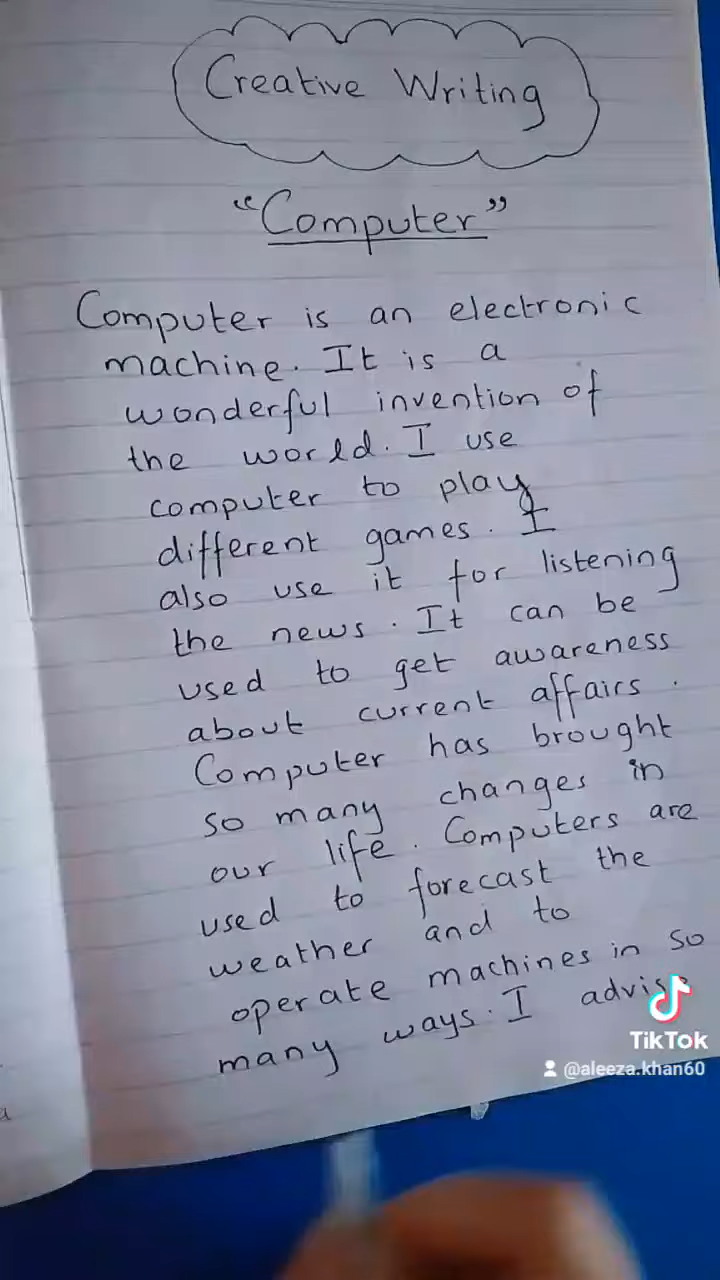 Creative Writing
"Computer"
Computer is an electronic
machine. It is a
wonderful invention of
the world. I use
computer to play
different games. I
also use it for listening
the news. It can be
used to get awareness
about current affairs.
Computer has brought
so many changes in
our life. Computers are
used to forecast the
weather and to
operate machines in so
many ways. I advise
TikTok
@aleeza.khan60